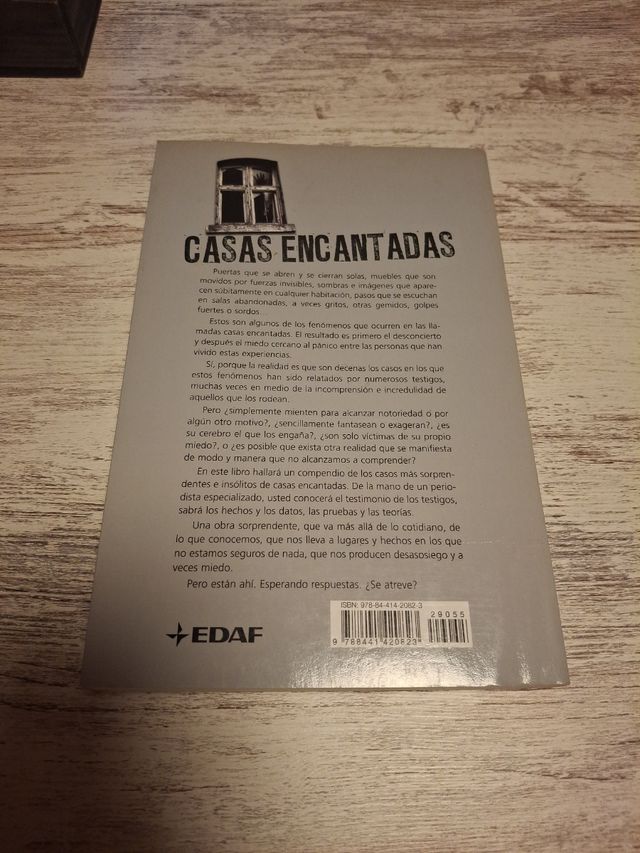 CASAS ENCANTADAS
Puertas que se abren y se cierran solas, muebles que son
movidos por fuerzas invisibles, sombras e imágenes que apare-
cen súbitamente en cualquier habitación, pasos que se escuchan
en salas abandonadas, a veces gritos, otras gemidos, golpes
fuertes o sordos.
Estos son algunos de los fenómenos que ocurren en las lla-
madas casas encantadas. El resultado es primero el desconcierto
y después el miedo cercano al pánico entre las personas que han
vivido estas experiencias.
Sí, porque la realidad es que son decenas los casos en los que
estos fenómenos han sido relatados por numerosos testigos,
muchas veces en medio de la incomprensión e incredulidad de
aquellos que los rodean.
Pero ¿simplemente mienten para alcanzar notoriedad o por
algún otro motivo?, ¿sencillamente fantasean o exageran?, ¿es
su cerebro el que los engaña?, ¿son solo víctimas de su propio
miedo?, o ¿es posible que exista otra realidad que se manifiesta
de modo y manera que no alcanzamos a comprender?
En este libro hallará un compendio de los casos más sorpren-
dentes e insólitos de casas encantadas. De la mano de un perio-
dista especializado, usted conocerá el testimonio de los testigos,
sabrá los hechos y los datos, las pruebas y las teorías.
Una obra sorprendente, que va más allá de lo cotidiano, de
lo que conocemos, que nos lleva a lugares y hechos en los que
no estamos seguros de nada, que nos producen desasosiego y a
veces miedo.
Pero están ahí. Esperando respuestas. ¿Se atreve?
EDAF
ISBN: 978-84-414-2082-3
29055
9 788441 420823